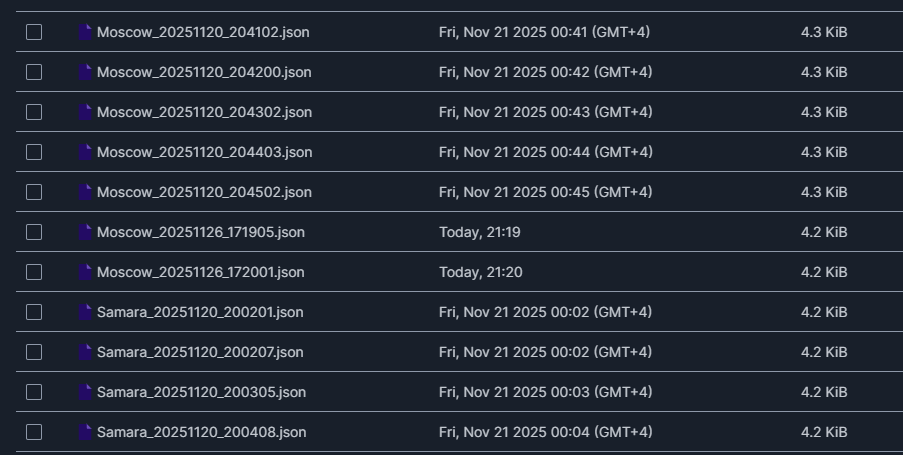 Moscow_20251120_204102.json Fri, Nov 21 2025 00:41 (GMT+4) 4.3 KiB
Moscow_20251120_204200.json Fri, Nov 21 2025 00:42 (GMT+4) 4.3 KiB
Moscow_20251120_204302.json Fri, Nov 21 2025 00:43 (GMT+4) 4.3 KiB
Moscow_20251120_204403.json Fri, Nov 21 2025 00:44 (GMT+4) 4.3 KiB
Moscow_20251120_204502.json Fri, Nov 21 2025 00:45 (GMT+4) 4.3 KiB
Moscow_20251126_171905.json Today, 21:19 4.2 KiB
Moscow_20251126_172001.json Today, 21:20 4.2 KiB
Samara_20251120_200201.json Fri, Nov 21 2025 00:02 (GMT+4) 4.2 KiB
Samara_20251120_200207.json Fri, Nov 21 2025 00:02 (GMT+4) 4.2 KiB
Samara_20251120_200305.json Fri, Nov 21 2025 00:03 (GMT+4) 4.2 KiB
Samara_20251120_200408.json Fri, Nov 21 2025 00:04 (GMT+4) 4.2 KiB